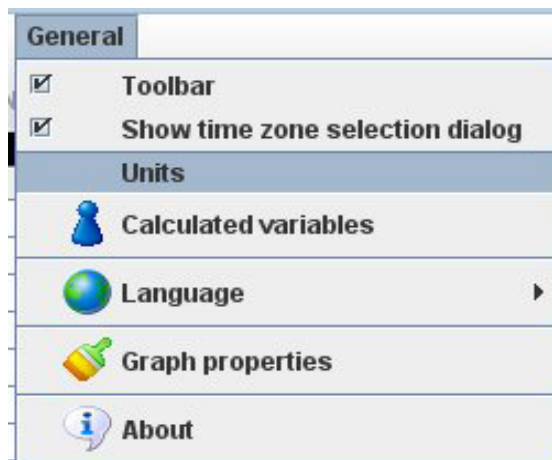 General
Toolbar
Show time zone selection dialog
Units
Calculated variables
Language
Graph properties
About